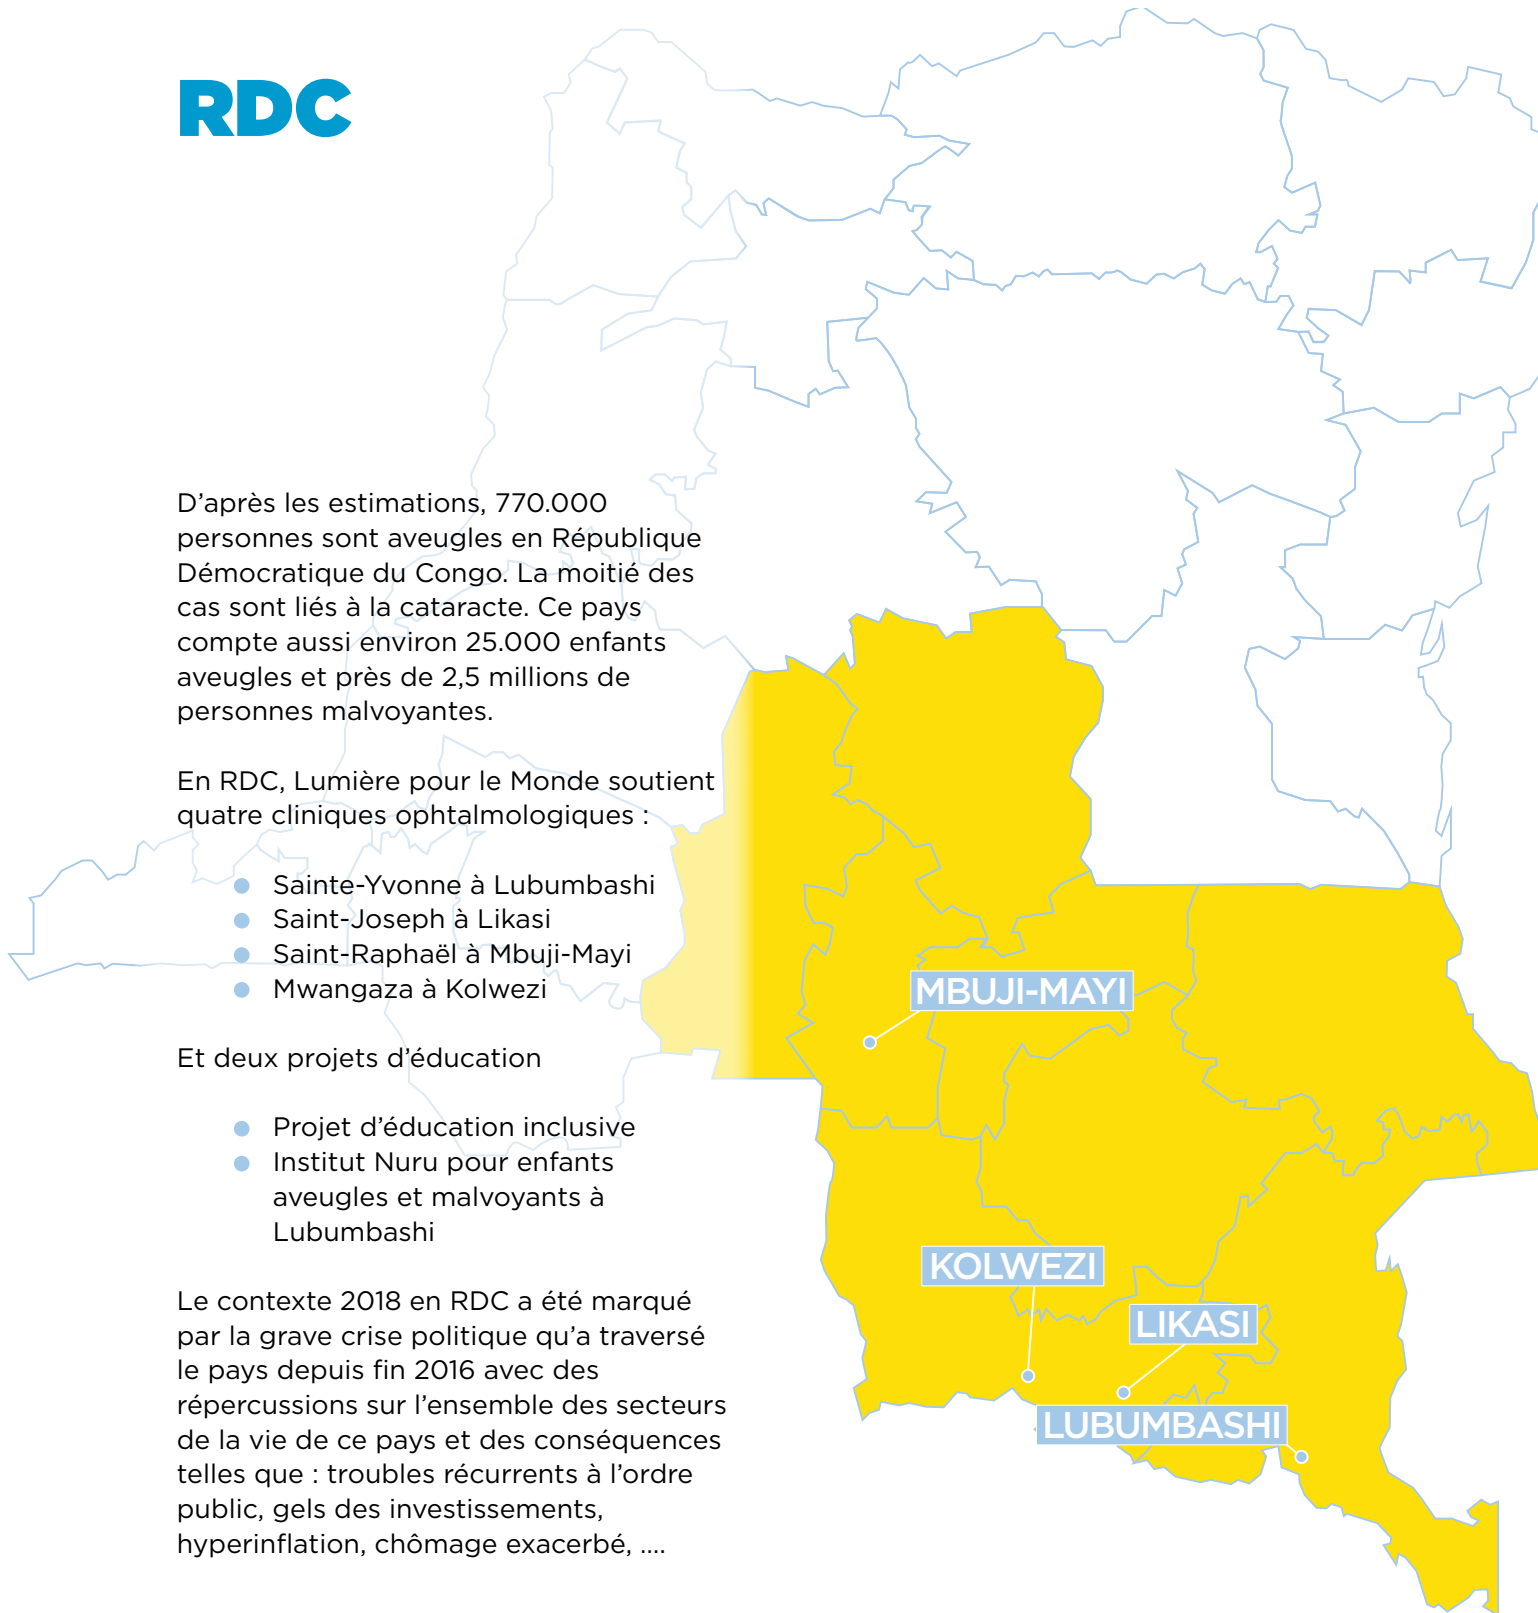 RDC
D’après les estimations, 770.000
personnes sont aveugles en République
Démocratique du Congo. La moitié des
cas sont liés à la cataracte. Ce pays
compte aussi environ 25.000 enfants
aveugles et près de 2,5 millions de
personnes malvoyantes.
En RDC, Lumière pour le Monde soutient
quatre cliniques ophtalmologiques :
● Sainte-Yvonne à Lubumbashi
● Saint-Joseph à Likasi
● Saint-Raphaël à Mbuji-Mayi
● Mwangaza à Kolwezi
Et deux projets d’éducation
● Projet d’éducation inclusive
● Institut Nuru pour enfants
aveugles et malvoyants à
Lubumbashi
Le contexte 2018 en RDC a été marqué
par la grave crise politique qu’a traversé
le pays depuis fin 2016 avec des
répercussions sur l’ensemble des secteurs
de la vie de ce pays et des conséquences
telles que : troubles récurrents à l’ordre
public, gels des investissements,
hyperinflation, chômage exacerbé, ....
MBUJI-MAYI
KOLWEZI
LIKASI
LUBUMBASHI